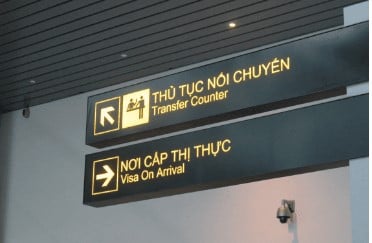 THỦ TỤC NỐI CHUYẾN
Transfer Counter
NƠI CẤP THỊ THỰC
Visa On Arrival